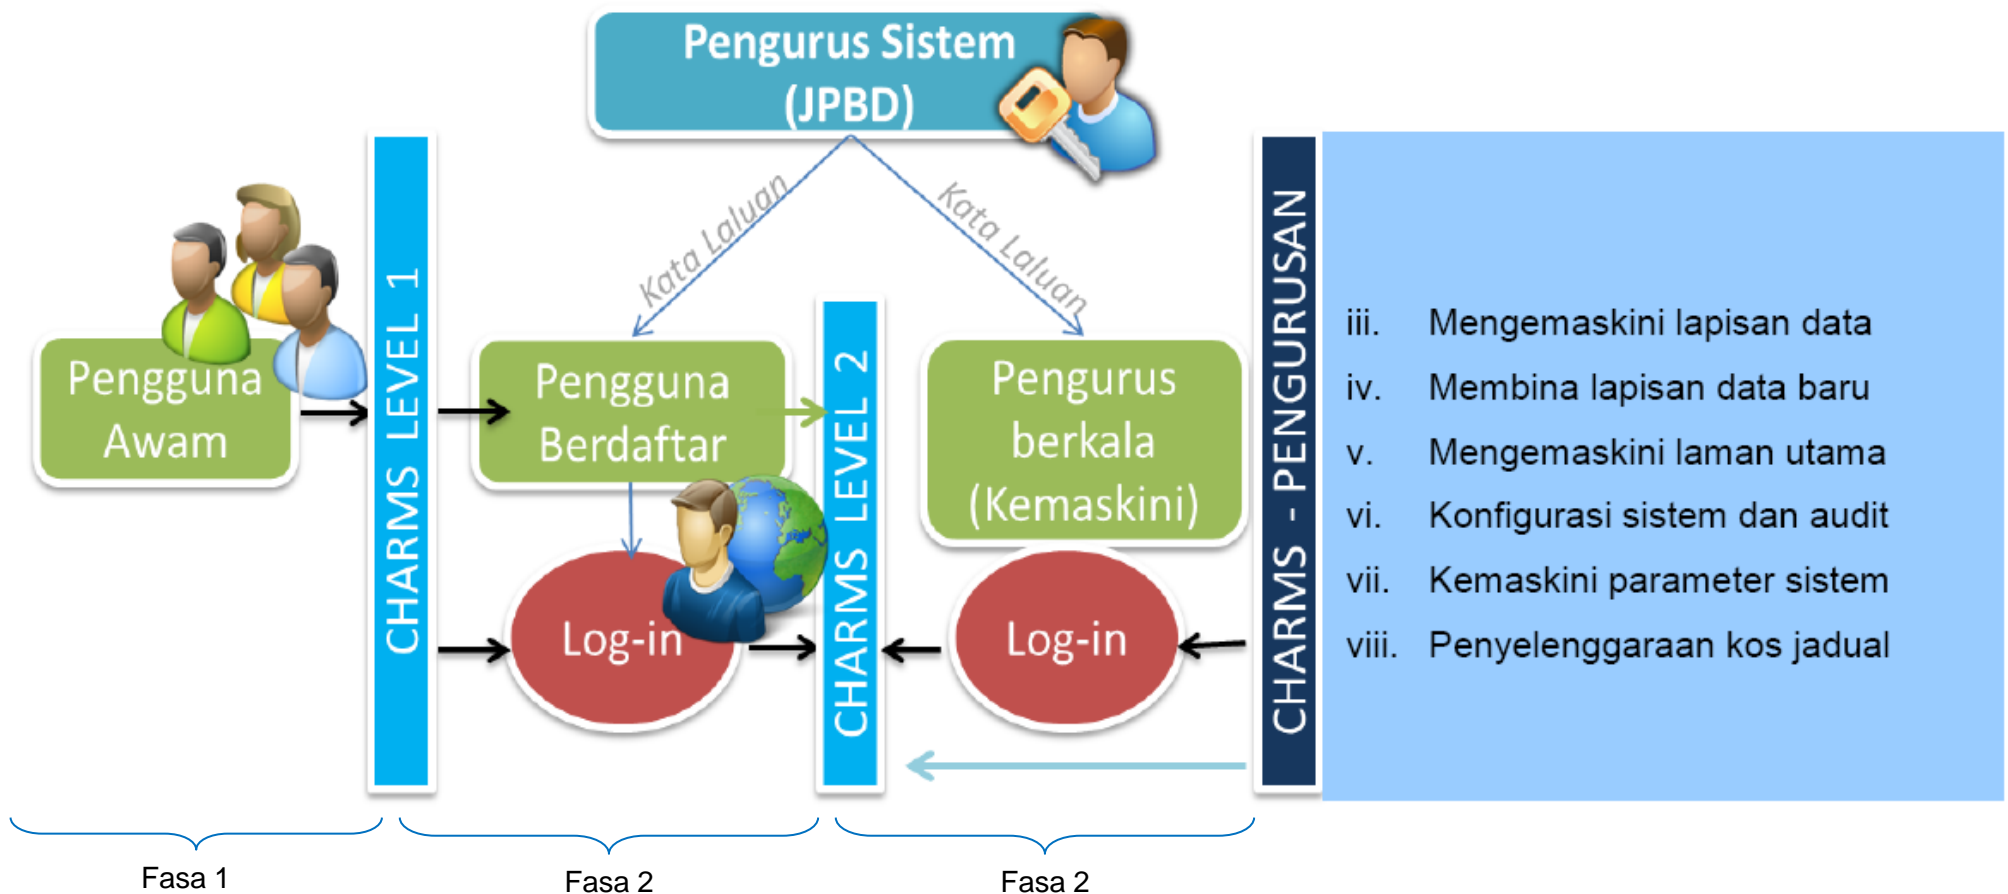 Pengurus Sistem
(JPBD)
Kata Laluan
Kata Laluan
Pengguna
Awam
CHARMS LEVEL 1
Pengguna
Berdaftar
Log-in
CHARMS LEVEL 2
Pengurus
berkala
(Kemaskini)
Log-in
CHARMS - PENGURUSAN
iii. Mengemaskini lapisan data
iv. Membina lapisan data baru
v. Mengemaskini laman utama
vi. Konfigurasi sistem dan audit
vii. Kemaskini parameter sistem
viii. Penyelenggaraan kos jadual
Fasa 1
Fasa 2
Fasa 2